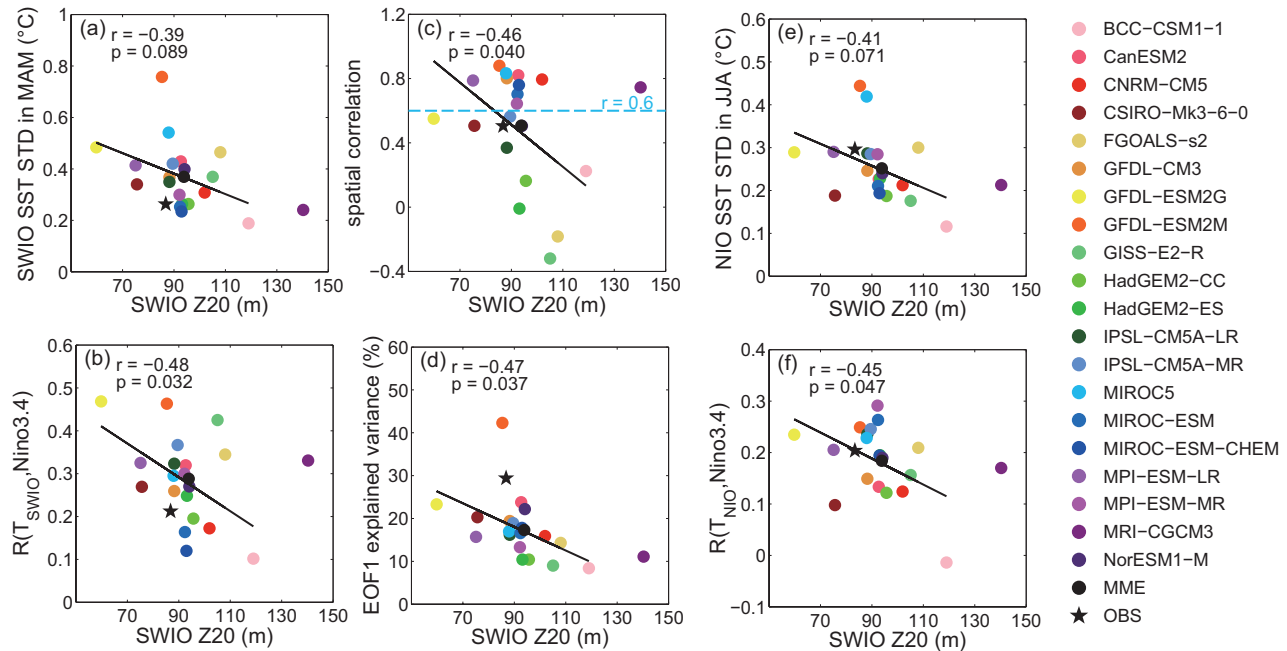 (a)
r = −0.39
p = 0.089
SWIO SST STD in MAM (°C)
1
0.8
0.6
0.4
0.2
0
70 90 110 130 150
SWIO Z20 (m)
(c)
r = −0.46
p = 0.040
r = 0.6
spatial correlation
1.2
0.8
0.4
0
−0.4
70 90 110 130 150
SWIO Z20 (m)
(e)
r = −0.41
p = 0.071
NIO SST STD in JJA (°C)
0.6
0.5
0.4
0.3
0.2
0.1
0
70 90 110 130 150
SWIO Z20 (m)
(b)
r = −0.48
p = 0.032
R(T_SWIO,Nino3.4)
0.6
0.5
0.4
0.3
0.2
0.1
0
70 90 110 130 150
SWIO Z20 (m)
(d)
r = −0.47
p = 0.037
EOF1 explained variance (%)
60
50
40
30
20
10
0
70 90 110 130 150
SWIO Z20 (m)
(f)
r = −0.45
p = 0.047
R(T_NIO,Nino3.4)
0.4
0.3
0.2
0.1
0
−0.1
70 90 110 130 150
SWIO Z20 (m)
BCC−CSM1−1
CanESM2
CNRM−CM5
CSIRO−Mk3−6−0
FGOALS−s2
GFDL−CM3
GFDL−ESM2G
GFDL−ESM2M
GISS−E2−R
HadGEM2−CC
HadGEM2−ES
IPSL−CM5A−LR
IPSL−CM5A−MR
MIROC5
MIROC−ESM
MIROC−ESM−CHEM
MPI−ESM−LR
MPI−ESM−MR
MRI−CGCM3
NorESM1−M
MME
OBS